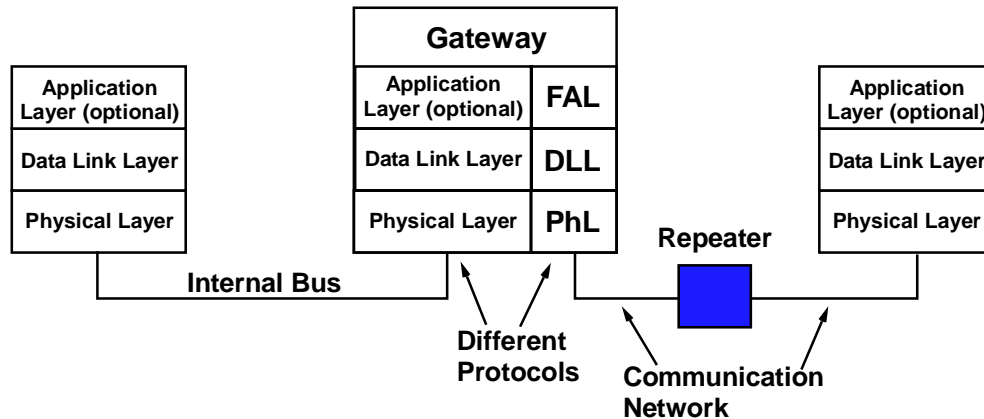 Gateway
Application
Layer (optional)
Data Link Layer
Physical Layer
Application
Layer (optional)
FAL
Data Link Layer
DLL
Physical Layer
PhL
Application
Layer (optional)
Data Link Layer
Physical Layer
Repeater
Internal Bus
Different
Protocols
Communication
Network